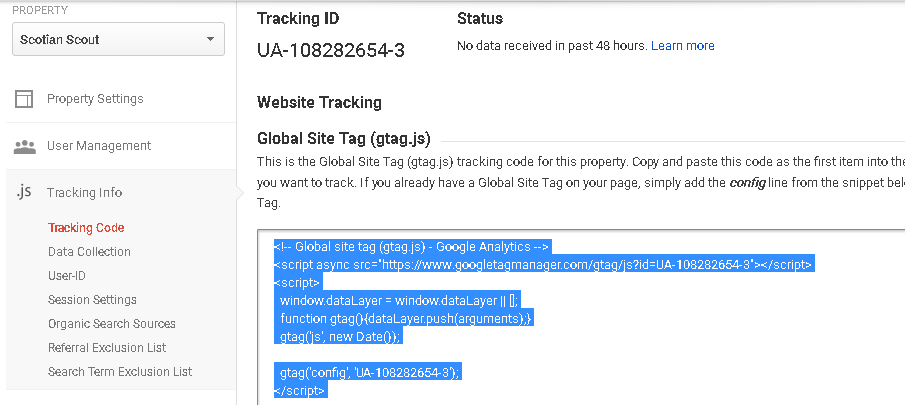 PROPERTY
Scotian Scout
Property Settings
User Management
.js Tracking Info
Tracking Code
Data Collection
User-ID
Session Settings
Organic Search Sources
Referral Exclusion List
Search Term Exclusion List
Tracking ID
UA-108282654-3
Status
No data received in past 48 hours. Learn more
Website Tracking
Global Site Tag (gtag.js)
This is the Global Site Tag (gtag.js) tracking code for this property. Copy and paste this code as the first item into the
you want to track. If you already have a Global Site Tag on your page, simply add the config line from the snippet
Tag.
<!-- Global site tag (gtag.js) - Google Analytics -->
<script async src="https://www.googletagmanager.com/gtag/js?id=UA-108282654-3"></script>
<script>
window.dataLayer = window.dataLayer || [];
function gtag(){dataLayer.push(arguments);}
gtag('js', new Date());
gtag('config', 'UA-108282654-3');
</script>